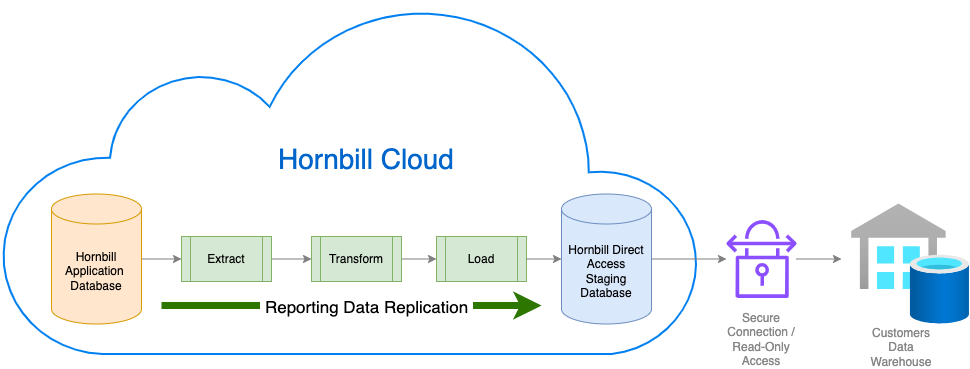 Hornbill Cloud
Hornbill
Application
Database
Extract
Transform
Load
Hornbill Direct
Access
Staging
Database
Reporting Data Replication
Secure
Connection /
Read-Only
Access
Customers
Data
Warehouse